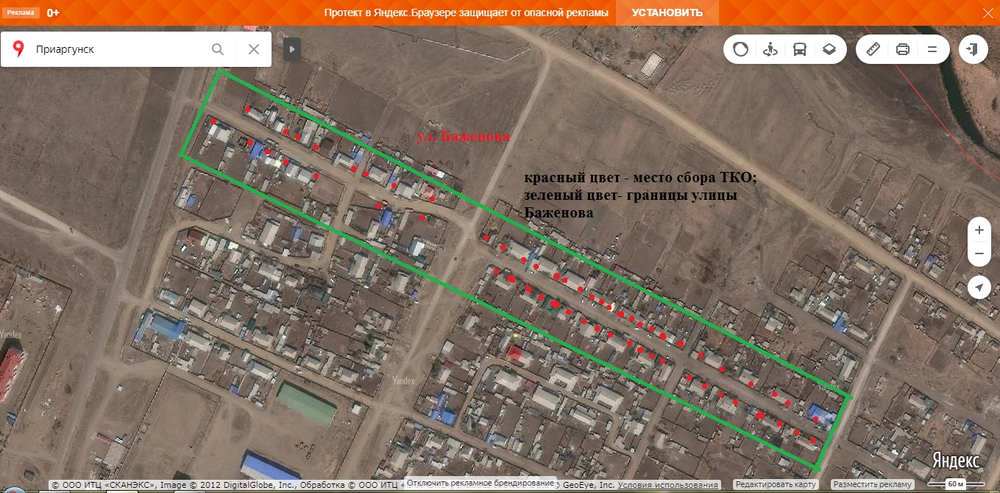 Реклама
0+
Протект в Яндекс.Браузере защищает от опасной рекламы
УСТАНОВИТЬ
Приаргунск
ул. Баженова
красный цвет - место сбора ТКО;
зеленый цвет- границы улицы
Баженова
Yandex
Yandex
Yandex
Яндекс
© ООО ИТЦ «СКАНЭКС», Image © 2012 DigitalGlobe, Inc., Обработка © ООО ИТЦ «
Отключить рекламное брендирование
GeoEye, Inc. Условия использования
Редактировать карту
Разместить рекламу
60 м